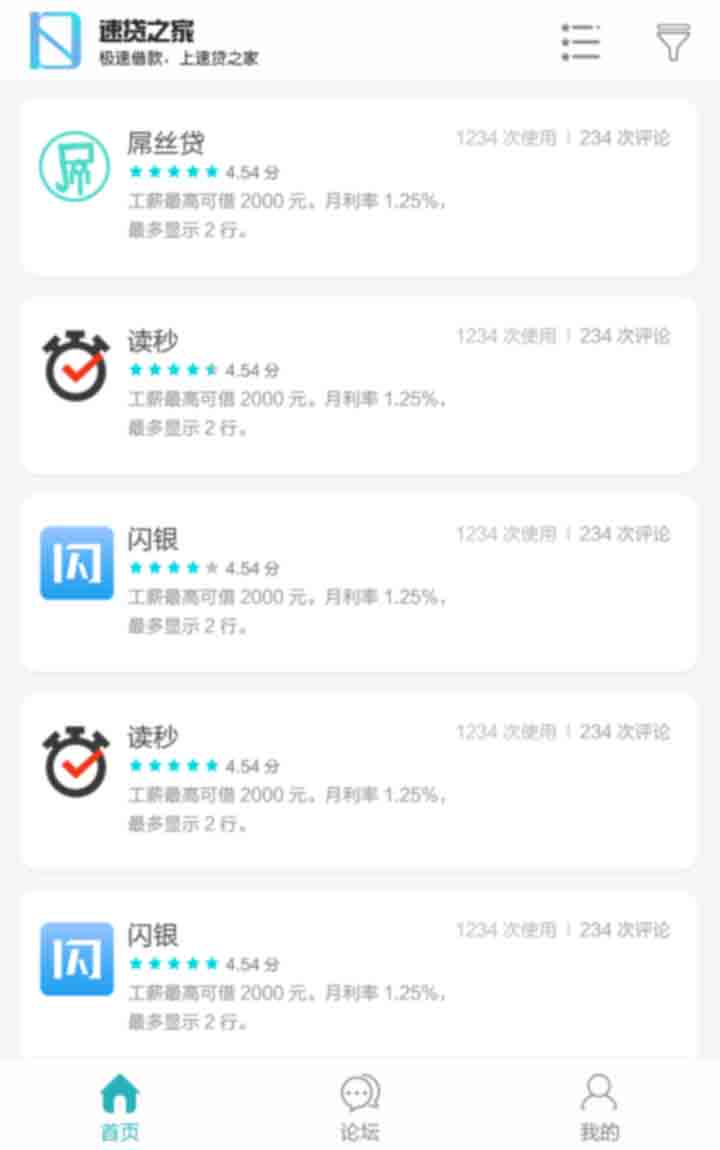 速贷之家
极速借款，上速贷之家
屌丝贷
1234 次使用 | 234 次评论
4.54 分
工薪最高可借 2000 元。月利率 1.25%，
最多显示 2 行。
读秒
1234 次使用 | 234 次评论
4.54 分
工薪最高可借 2000 元。月利率 1.25%，
最多显示 2 行。
闪
闪银
1234 次使用 | 234 次评论
4.54 分
工薪最高可借 2000 元。月利率 1.25%，
最多显示 2 行。
读秒
1234 次使用 | 234 次评论
4.54 分
工薪最高可借 2000 元。月利率 1.25%，
最多显示 2 行。
闪
闪银
1234 次使用 | 234 次评论
4.54 分
工薪最高可借 2000 元。月利率 1.25%，
最多显示 2 行。
首页
论坛
我的